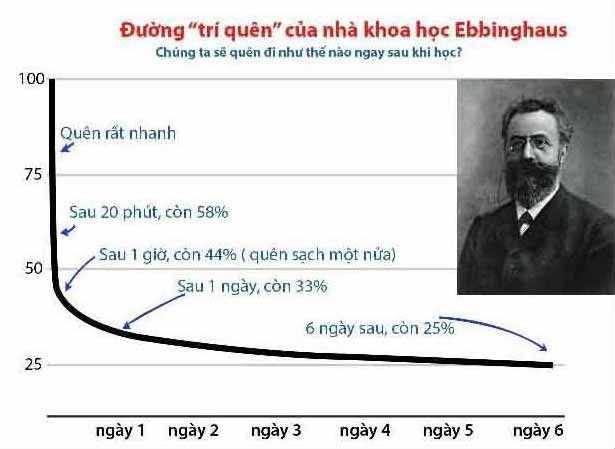 Đường “trí quên” của nhà khoa học Ebbinghaus
Chúng ta sẽ quên đi như thế nào ngay sau khi học?
100
Quên rất nhanh
75
Sau 20 phút, còn 58%
Sau 1 giờ, còn 44% ( quên sạch một nửa)
50
Sau 1 ngày, còn 33%
6 ngày sau, còn 25%
25
ngày 1 ngày 2 ngày 3 ngày 4 ngày 5 ngày 6